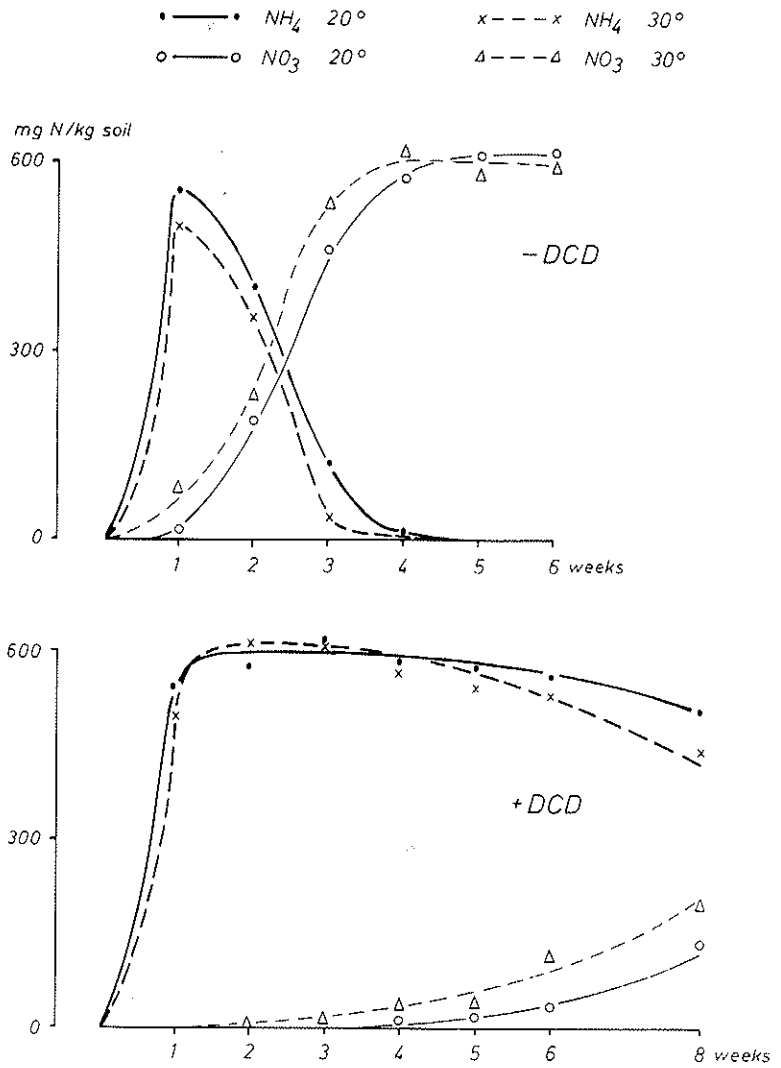 NH4 20° NH4 30°
NO3 20° NO3 30°
mg N/kg soil
600
300
0
-DCD
1 2 3 4 5 6 weeks
600
300
0
+DCD
1 2 3 4 5 6 8 weeks